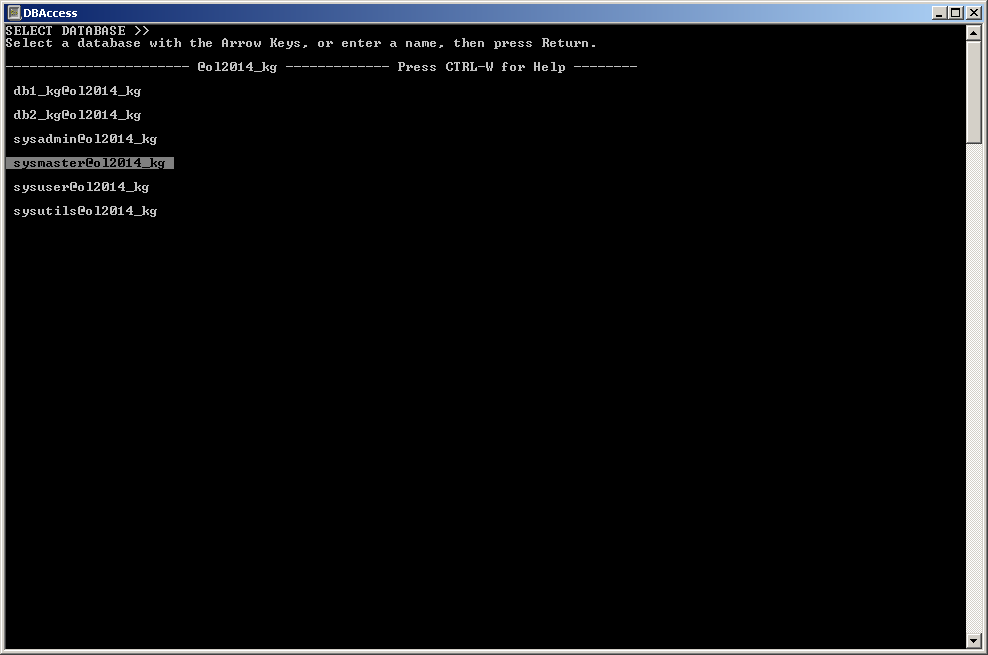 DBAccess
SELECT DATABASE >>
Select a database with the Arrow Keys, or enter a name, then press Return.
----------------------- @ol2014_kg ------------- Press CTRL-W for Help --------
db1_kg@ol2014_kg
db2_kg@ol2014_kg
sysadmin@ol2014_kg
sysmaster@ol2014_kg
sysuser@ol2014_kg
sysutils@ol2014_kg